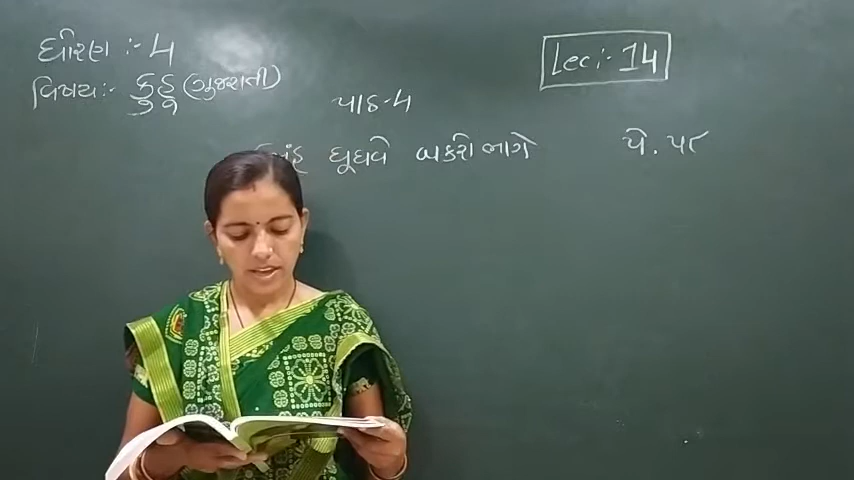 ધોરણ :- 4
Lec :- 14
વિષય :- કુહૂ (ગુજરાતી)
પાઠ-4
ઘૂઘવે બકરી ભાગે પે. ૫૮